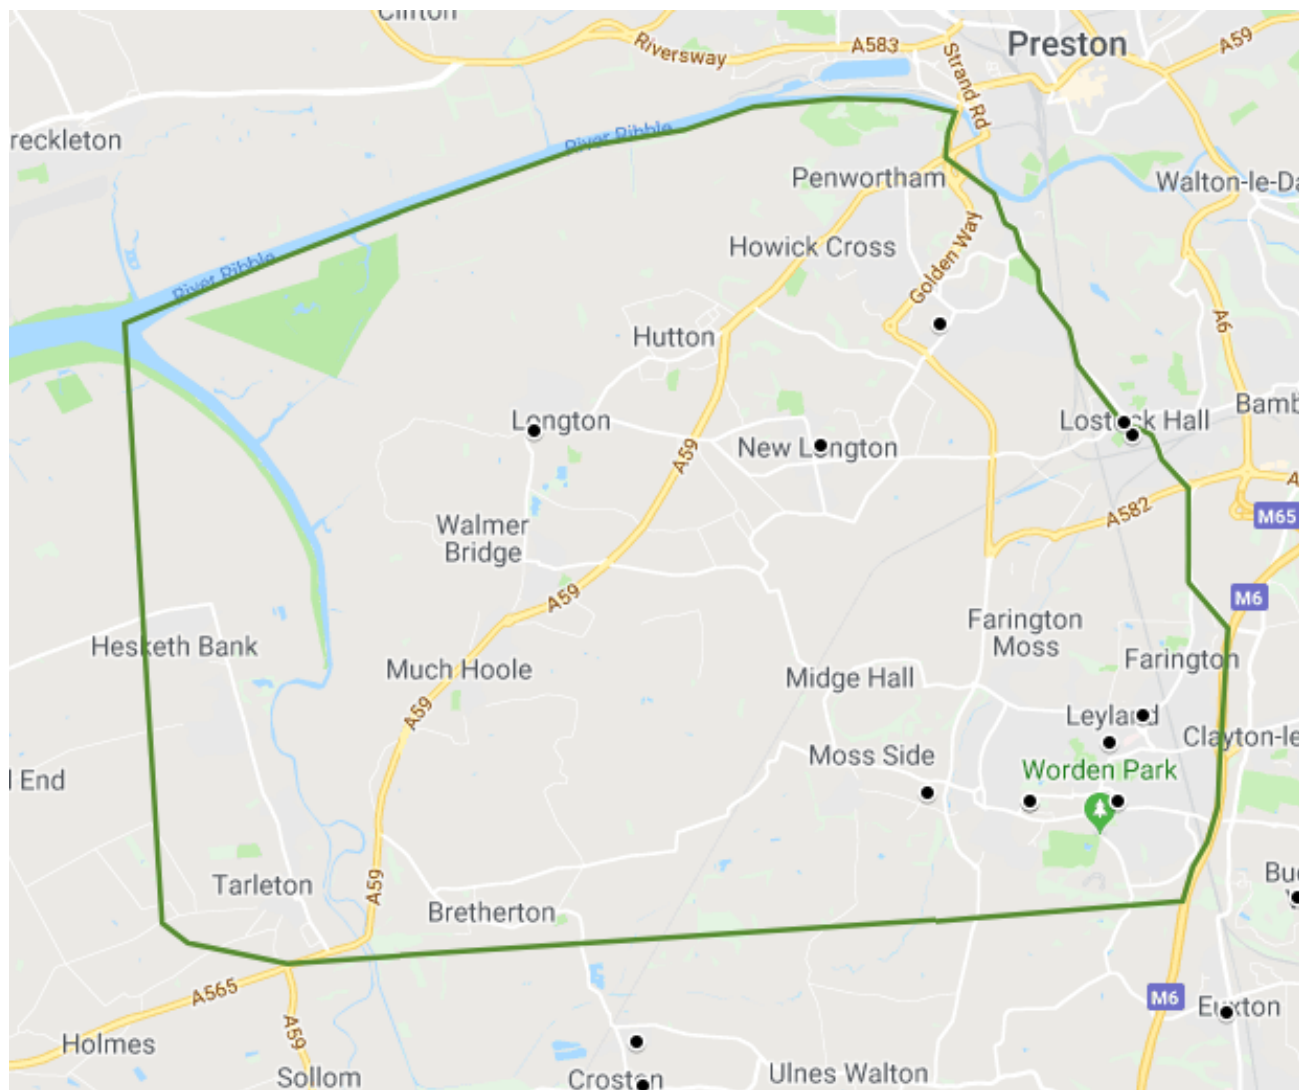 Clifton
Riversway
A583
Strand Rd
Preston
A59
reckleton
River Ribble
Penwortham
Walton-le-Da
Howick Cross
Golden Way
River Ribble
A6
Hutton
Longton
New Longton
Lostock Hall
Bamb
A59
A
A582
M65
Walmer
Bridge
A59
M6
Farington
Moss
Hesketh Bank
Much Hoole
Midge Hall
Farington
A59
Leyland
Clayton-le
Moss Side
d End
Worden Park
Tarleton
A59
Bretherton
Buc
A565
M6
Euxton
A59
Holmes
Sollom
Croston
Ulnes Walton